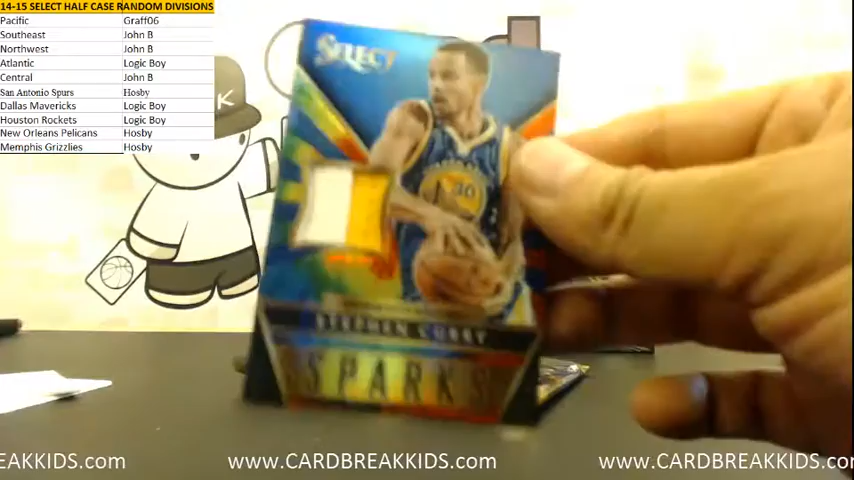 14-15 SELECT HALF CASE RANDOM DIVISIONS
Pacific Graff06
Southeast John B
Northwest John B
Atlantic Logic Boy
Central John B
San Antonio Spurs Hosby
Dallas Mavericks Logic Boy
Houston Rockets Logic Boy
New Orleans Pelicans Hosby
Memphis Grizzlies Hosby
K
SELECT
30
STEPHEN CURRY
SPARKS
EAKKIDS.com www.CARDBREAKKIDS.com www.CARDBREAKKIDS.cor